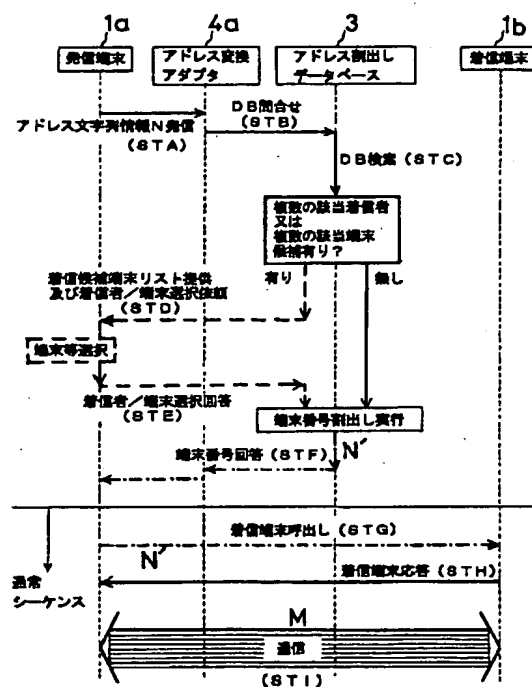 1a
4a
3
1b
発信端末
アドレス変換
アダプタ
アドレス割出し
データベース
着信端末
アドレス文字列情報N発信
(STA)
DB問合せ
(STB)
DB検索(STC)
複数の該当着信者
又は
複数の該当端末
候補有り?
有り
無し
着信候補端末リスト提供
及び着信者/端末選択依頼
(STD)
端末等選択
着信者/端末選択回答
(STE)
端末番号割出し実行
N'
端末番号回答(STF)
着信端末呼出し(STG)
N'
通常
シーケンス
着信端末応答(STH)
M
通信
(STI)